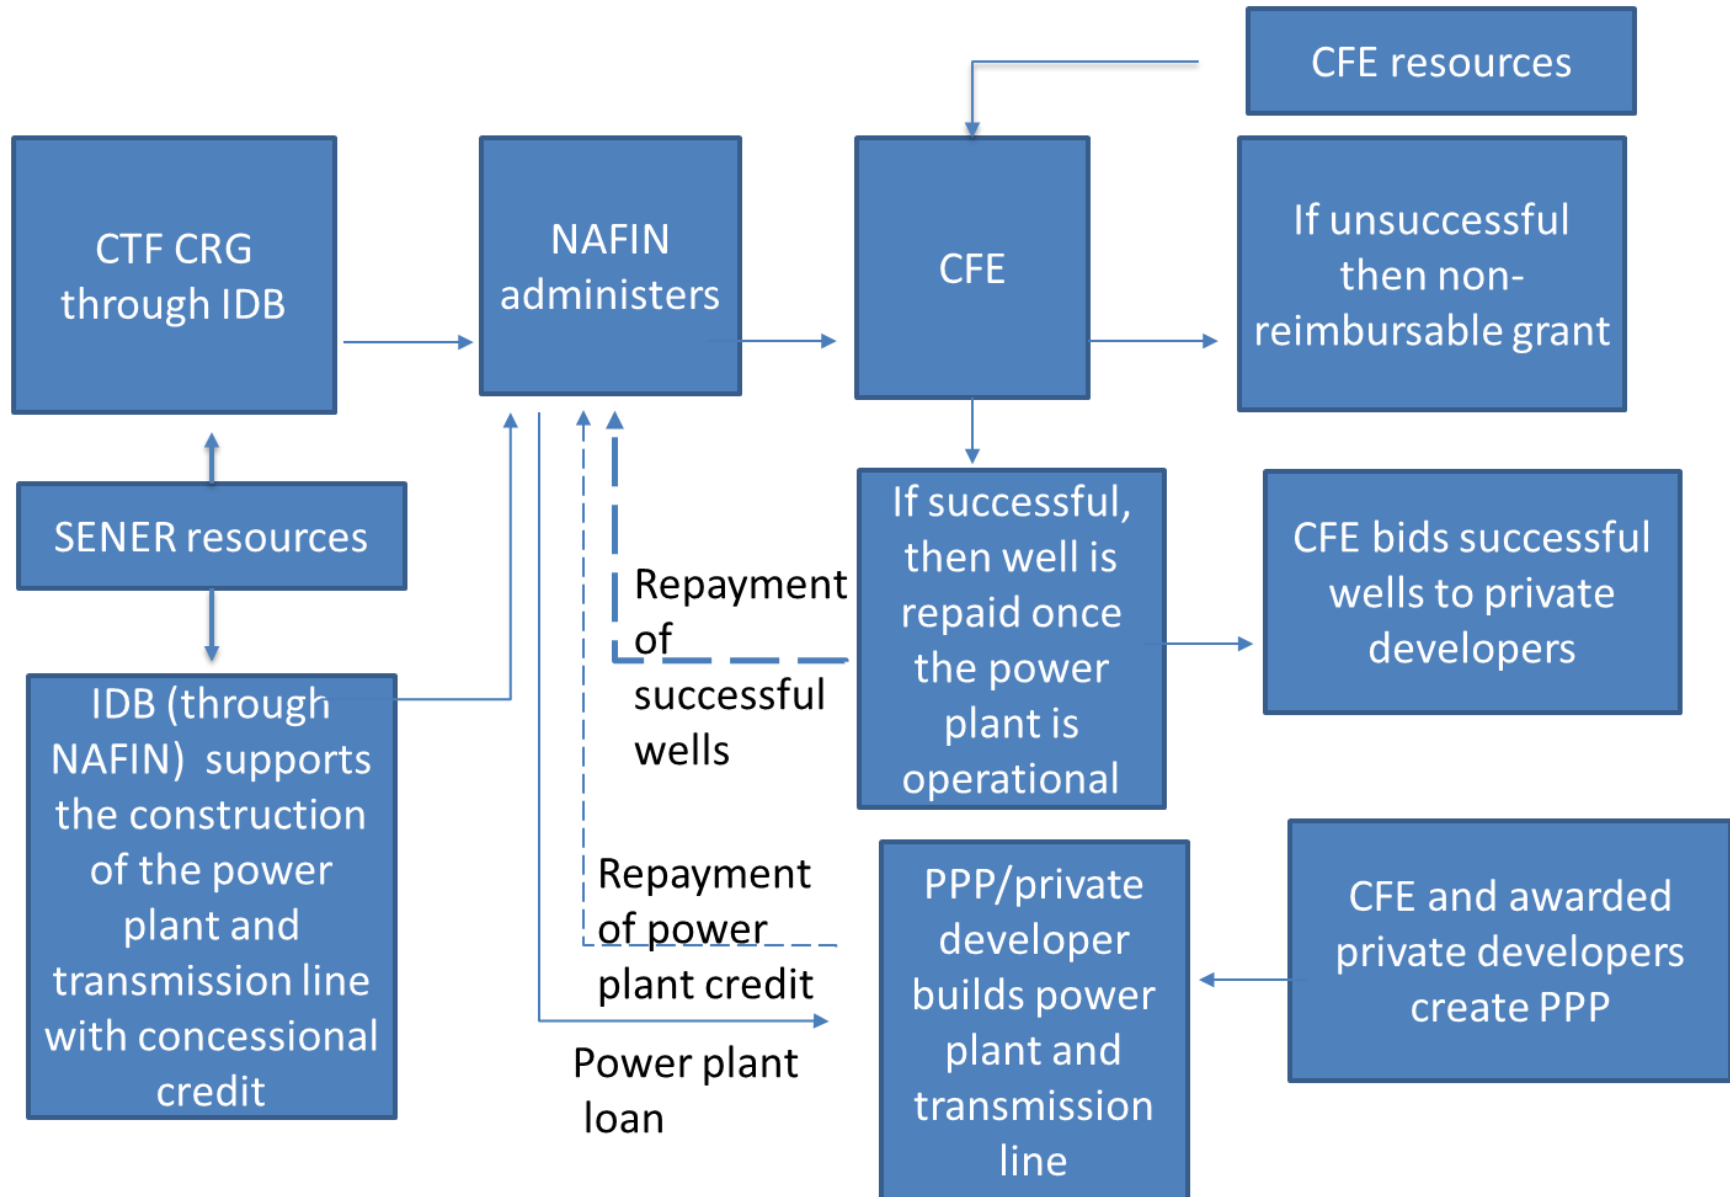 CFE resources
CTF CRG
through IDB
NAFIN
administers
CFE
If unsuccessful
then non-
reimbursable grant
SENER resources
If successful,
then well is
repaid once
the power
plant is
operational
CFE bids successful
wells to private
developers
Repayment
of
successful
wells
IDB (through
NAFIN)  supports
the construction
of the power
plant and
transmission line
with concessional
credit
Repayment
of power
plant credit
Power plant
loan
PPP/private
developer
builds power
plant and
transmission
line
CFE and awarded
private developers
create PPP